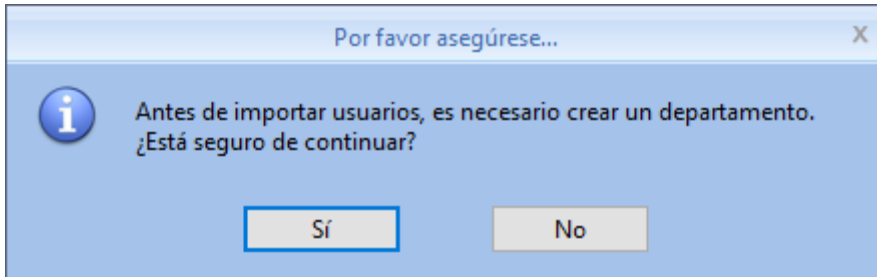 Por favor asegúrese...
X
Antes de importar usuarios, es necesario crear un departamento.
¿Está seguro de continuar?
Sí
No